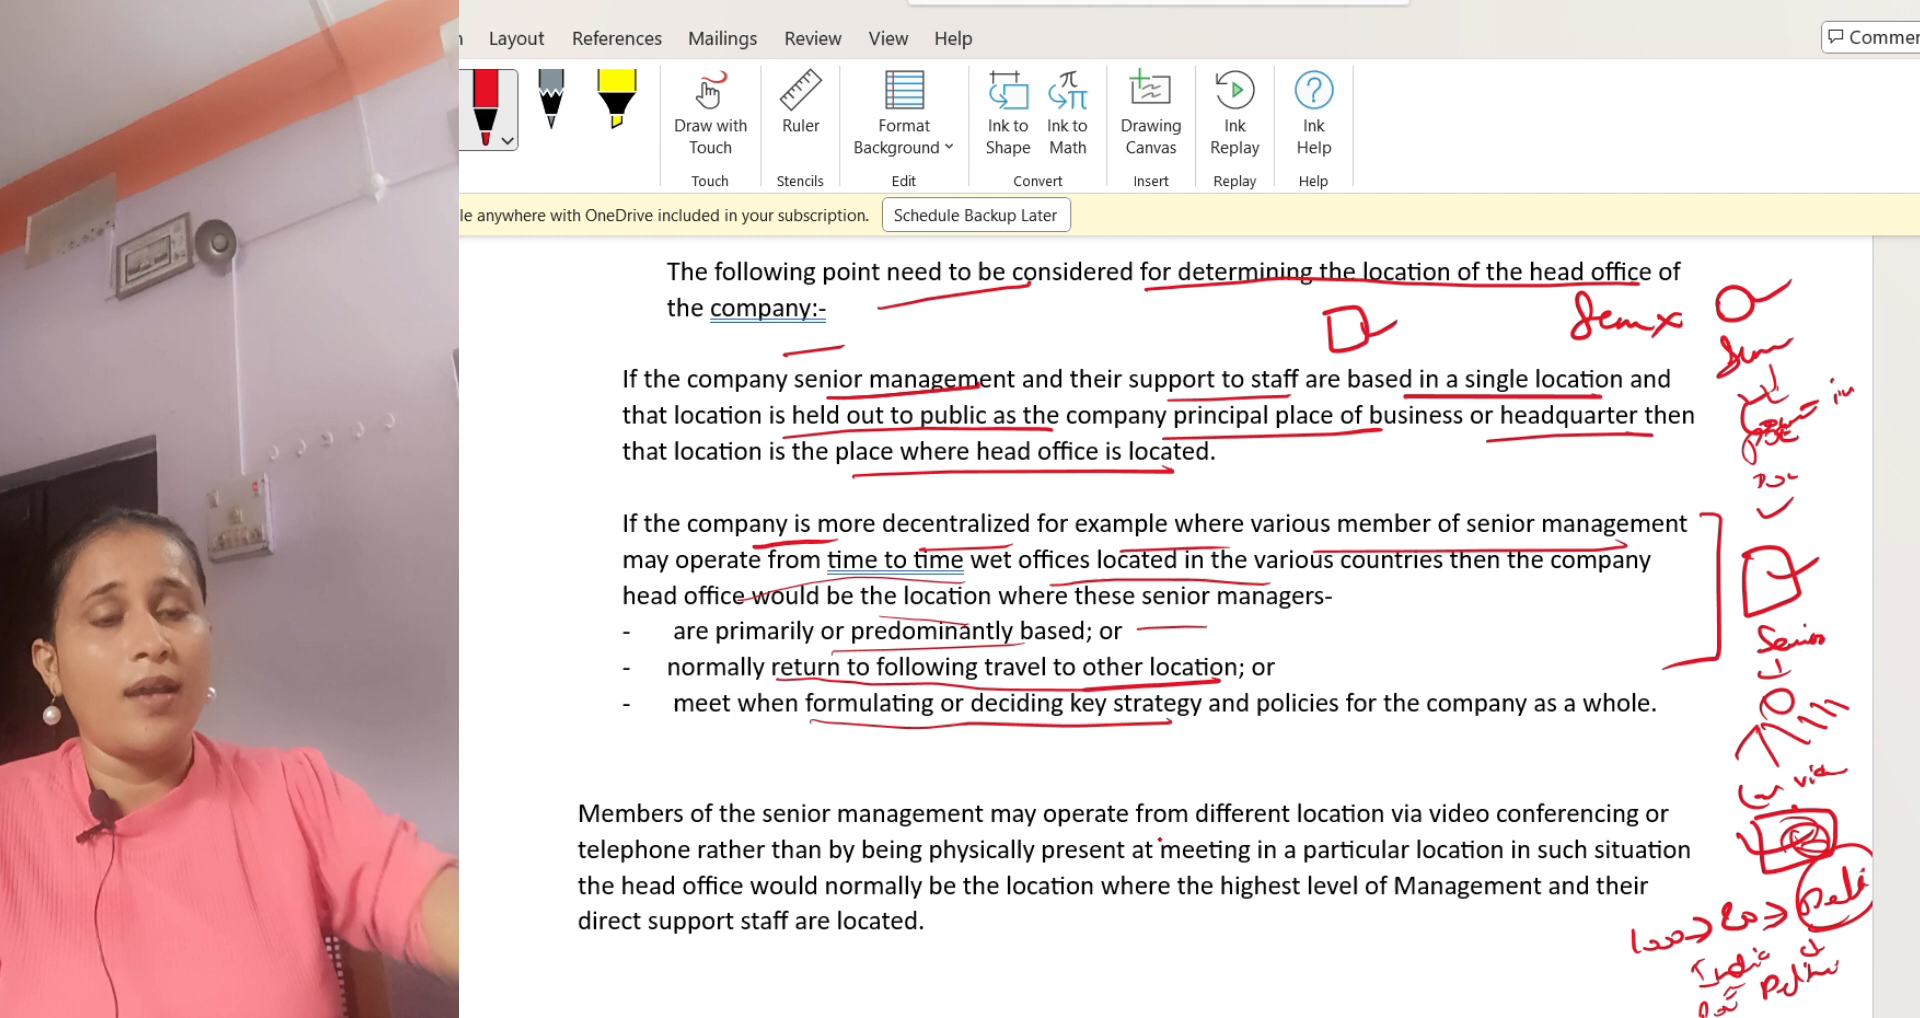 Layout References Mailings Review View Help
Commen
Draw with Touch
Ruler
Format Background
Ink to Shape
Ink to Math
Drawing Canvas
Ink Replay
Ink Help
Touch Stencils Edit Convert Insert Replay Help
le anywhere with OneDrive included in your subscription. Schedule Backup Later
The following point need to be considered for determining the location of the head office of
the company:-
If the company senior management and their support to staff are based in a single location and
that location is held out to public as the company principal place of business or headquarter then
that location is the place where head office is located.
If the company is more decentralized for example where various member of senior management
may operate from time to time wet offices located in the various countries then the company
head office would be the location where these senior managers-
- are primarily or predominantly based; or
- normally return to following travel to other location; or
- meet when formulating or deciding key strategy and policies for the company as a whole.
Members of the senior management may operate from different location via video conferencing or
telephone rather than by being physically present at meeting in a particular location in such situation
the head office would normally be the location where the highest level of Management and their
direct support staff are located.
Senior
via
1000
India